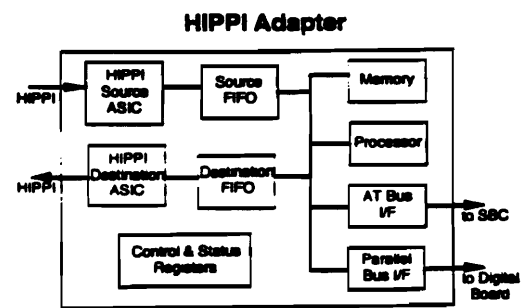 HIPPI Adapter
HIPPI
HIPPI
Source
ASIC
Source
FIFO
Memory
Processor
HIPPI
HIPPI
Destination
ASIC
Destination
FIFO
AT Bus
I/F
to SBC
Control & Status
Registers
Parallel
Bus I/F
to Digital
Board